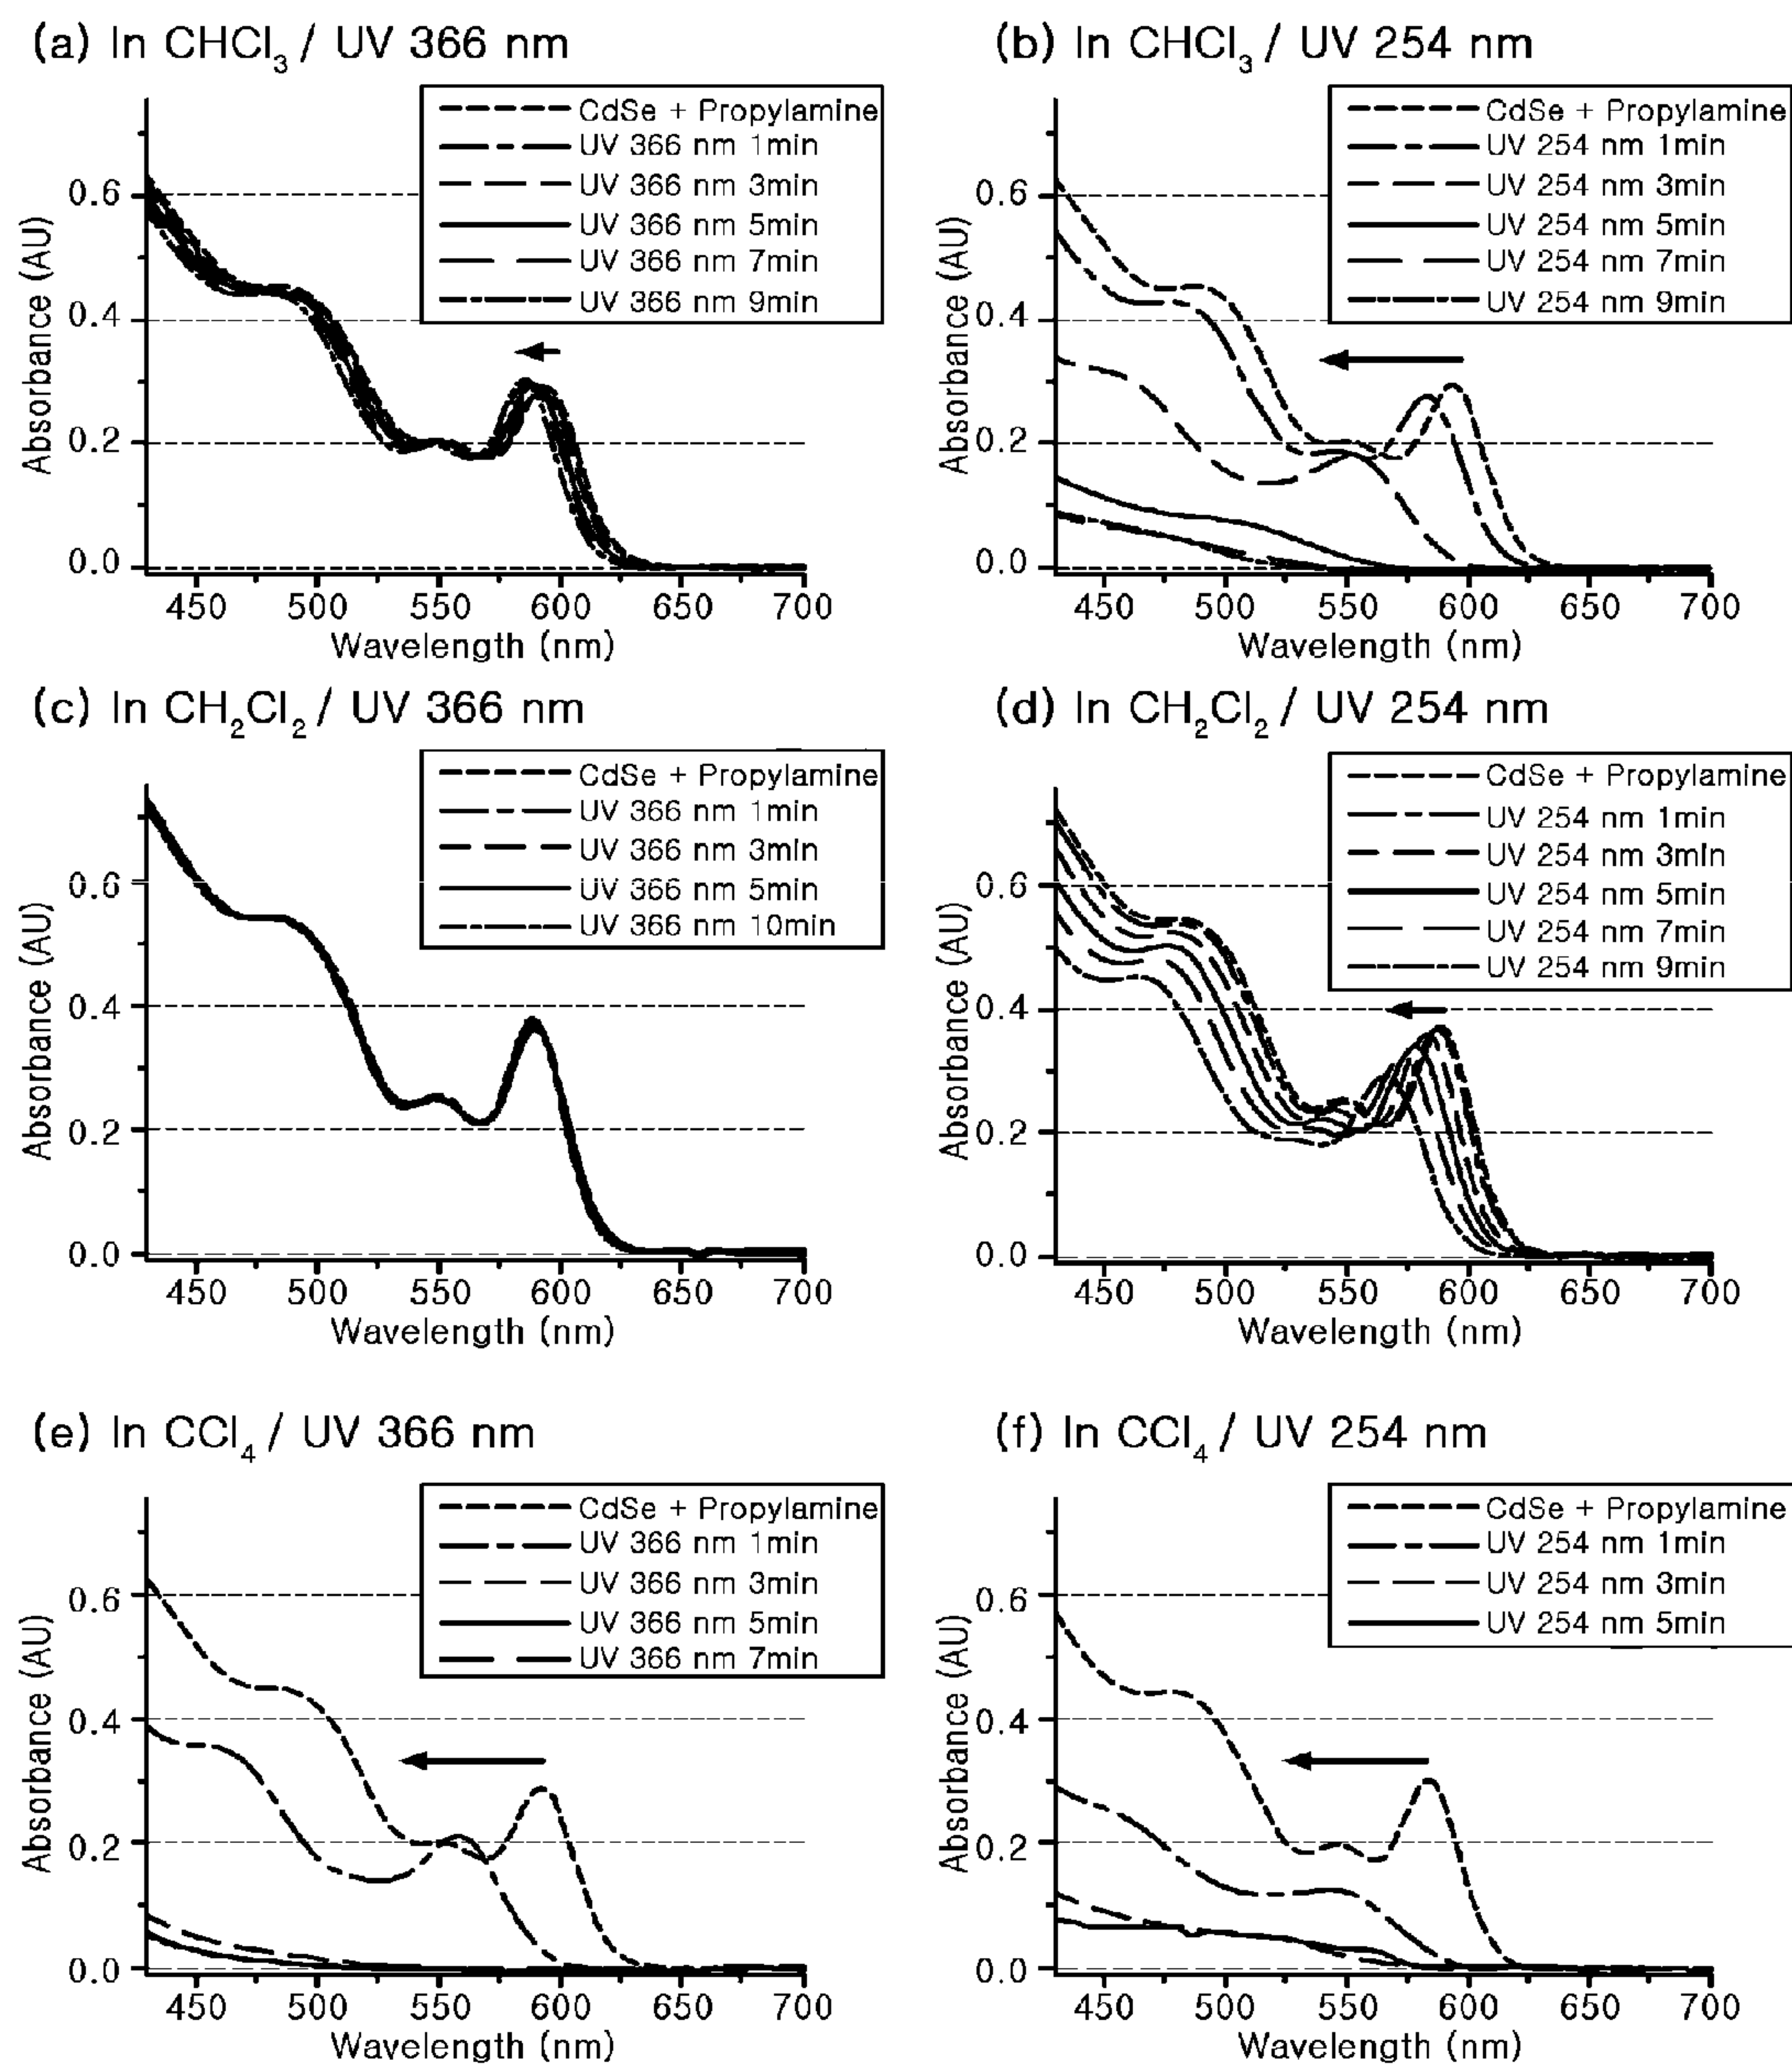 (a) In CHCl₃ / UV 366 nm
CdSe + Propylamine
UV 366 nm 1min
UV 366 nm 3min
UV 366 nm 5min
UV 366 nm 7min
UV 366 nm 9min
Absorbance (AU)
0.6
0.4
0.2
0.0
450 500 550 600 650 700
Wavelength (nm)
(b) In CHCl₃ / UV 254 nm
CdSe + Propylamine
UV 254 nm 1min
UV 254 nm 3min
UV 254 nm 5min
UV 254 nm 7min
UV 254 nm 9min
Absorbance (AU)
0.6
0.4
0.2
0.0
450 500 550 600 650 700
Wavelength (nm)
(c) In CH₂Cl₂ / UV 366 nm
CdSe + Propylamine
UV 366 nm 1min
UV 366 nm 3min
UV 366 nm 5min
UV 366 nm 10min
Absorbance (AU)
0.6
0.4
0.2
0.0
450 500 550 600 650 700
Wavelength (nm)
(d) In CH₂Cl₂ / UV 254 nm
CdSe + Propylamine
UV 254 nm 1min
UV 254 nm 3min
UV 254 nm 5min
UV 254 nm 7min
UV 254 nm 9min
Absorbance (AU)
0.6
0.4
0.2
0.0
450 500 550 600 650 700
Wavelength (nm)
(e) In CCl₄ / UV 366 nm
CdSe + Propylamine
UV 366 nm 1min
UV 366 nm 3min
UV 366 nm 5min
UV 366 nm 7min
Absorbance (AU)
0.6
0.4
0.2
0.0
450 500 550 600 650 700
Wavelength (nm)
(f) In CCl₄ / UV 254 nm
CdSe + Propylamine
UV 254 nm 1min
UV 254 nm 3min
UV 254 nm 5min
Absorbance (AU)
0.6
0.4
0.2
0.0
450 500 550 600 650 700
Wavelength (nm)